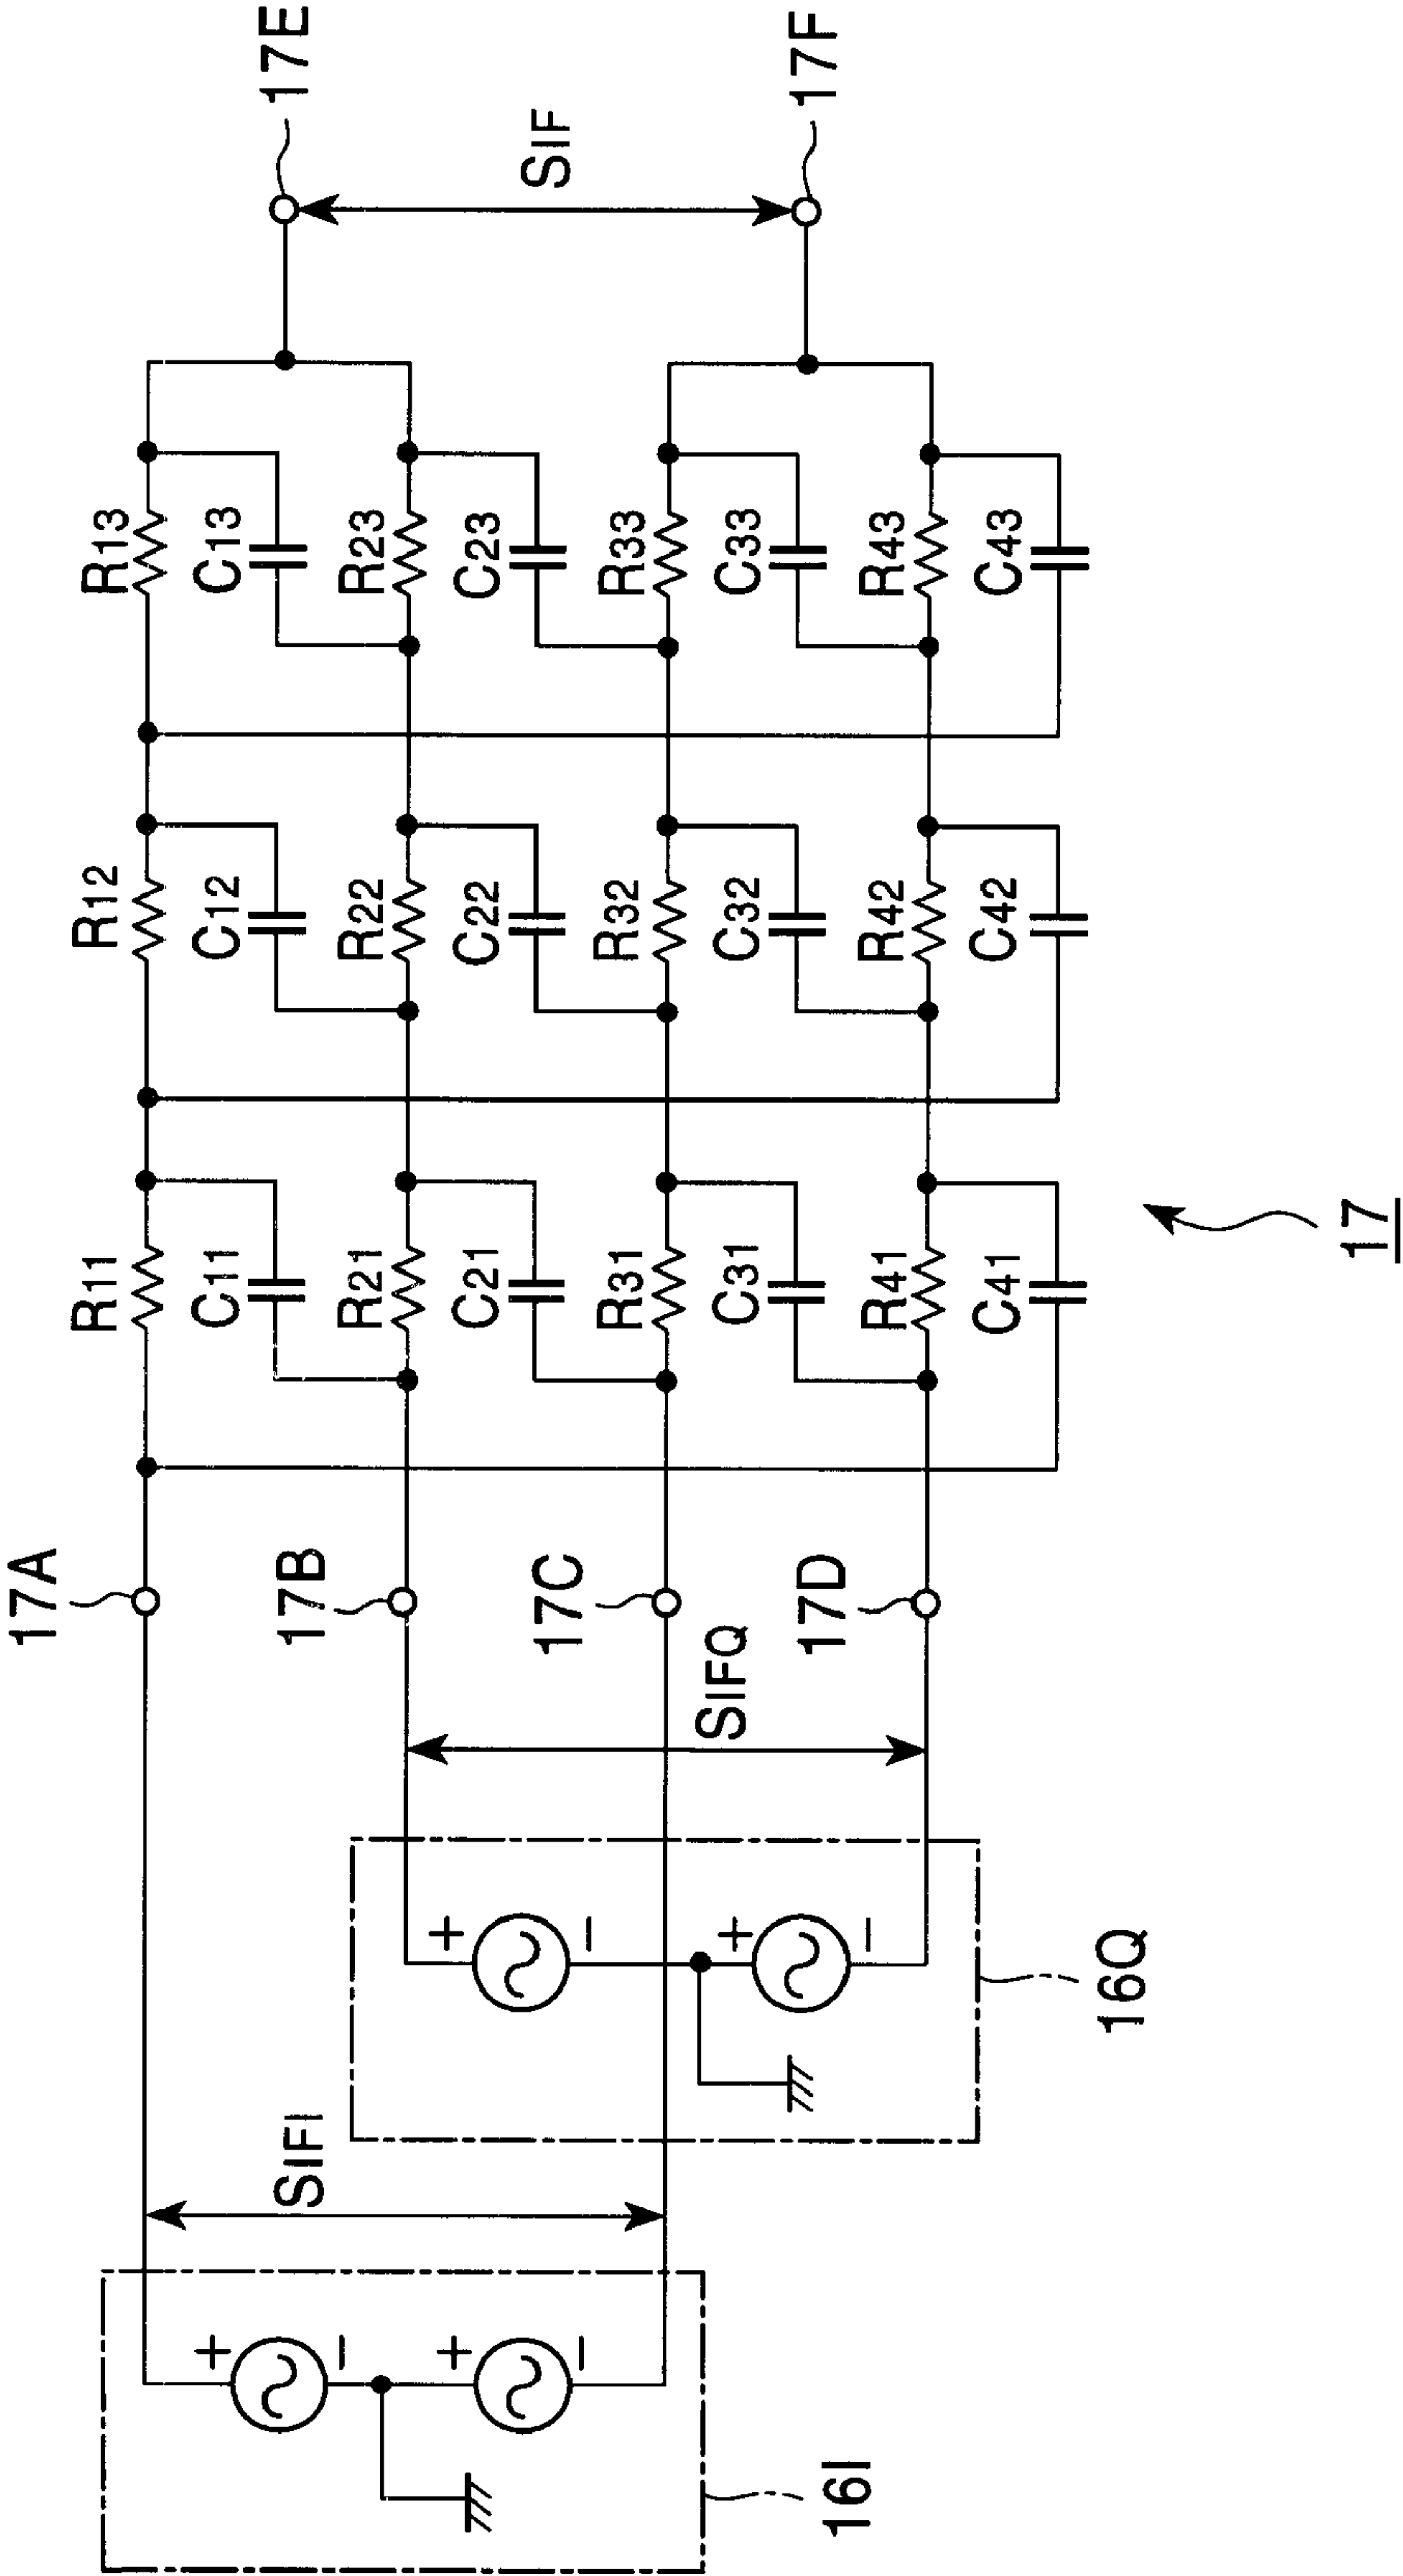 17E
17F
SIF
R13
C13
R23
C23
R33
C33
R43
C43
R12
C12
R22
C22
R32
C32
R42
C42
R11
C11
R21
C21
R31
C31
R41
C41
17
17A
17B
17C
17D
SIFQ
+
−
+
−
16Q
SIFI
+
−
+
−
16I